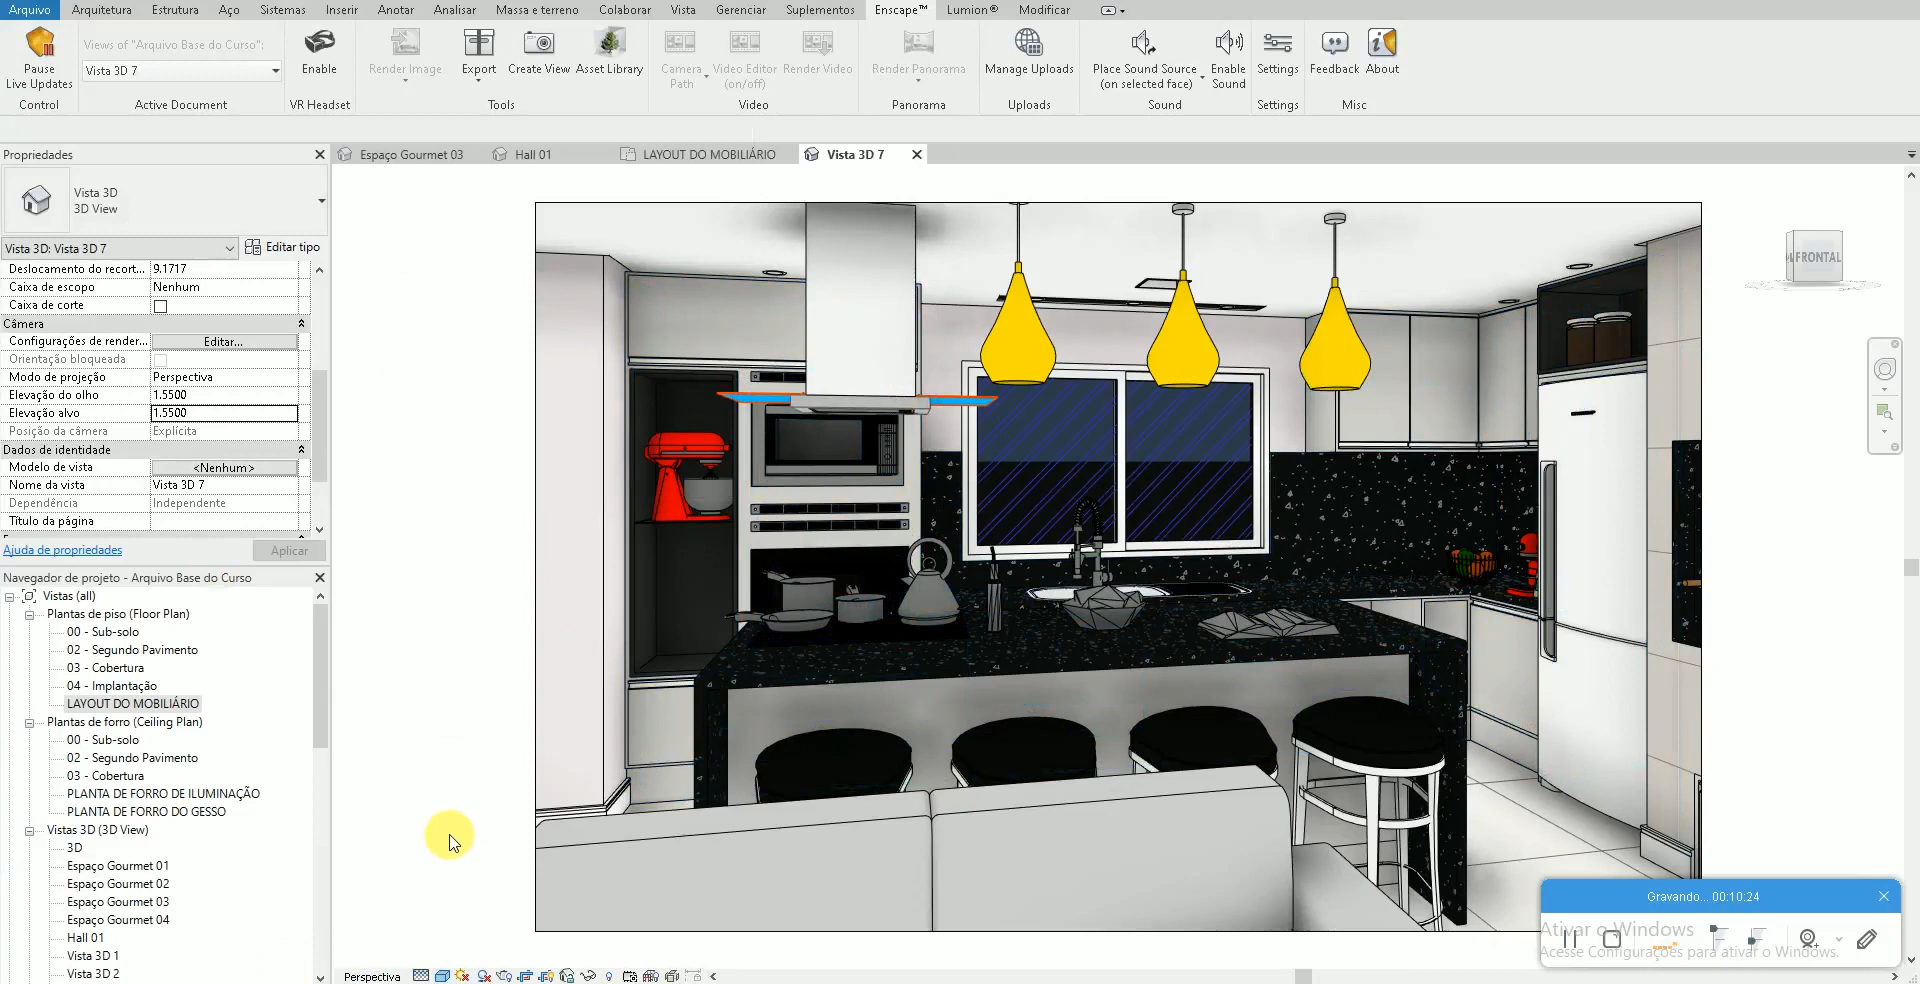 Arquivo Arquitetura Estrutura Aço Sistemas Inserir Anotar Analisar Massa e terreno Colaborar Vista Gerenciar Suplementos Enscape™ Lumion® Modificar
Pause
Live Updates
Control
Views of "Arquivo Base do Curso":
Vista 3D 7
Active Document
Enable
VR Headset
Render Image
Export
Create View
Asset Library
Tools
Camera
Path
Video Editor
(on/off)
Render Video
Video
Render Panorama
Panorama
Manage Uploads
Uploads
Place Sound Source
(on selected face)
Enable
Sound
Sound
Settings
Settings
Feedback
About
Misc
Propriedades
Espaço Gourmet 03
Hall 01
LAYOUT DO MOBILIÁRIO
Vista 3D 7
Vista 3D
3D View
Vista 3D: Vista 3D 7
Editar tipo
Deslocamento do recort... 9.1717
Caixa de escopo Nenhum
Caixa de corte
Câmera
Configurações de render... Editar...
Orientação bloqueada
Modo de projeção Perspectiva
Elevação do olho 1.5500
Elevação alvo 1.5500
Posição da câmera Explícita
Dados de identidade
Modelo de vista <Nenhum>
Nome da vista Vista 3D 7
Dependência Independente
Título da página
Ajuda de propriedades
Aplicar
Navegador de projeto - Arquivo Base do Curso
Vistas (all)
Plantas de piso (Floor Plan)
00 - Sub-solo
02 - Segundo Pavimento
03 - Cobertura
04 - Implantação
LAYOUT DO MOBILIÁRIO
Plantas de forro (Ceiling Plan)
00 - Sub-solo
02 - Segundo Pavimento
03 - Cobertura
PLANTA DE FORRO DE ILUMINAÇÃO
PLANTA DE FORRO DO GESSO
Vistas 3D (3D View)
3D
Espaço Gourmet 01
Espaço Gourmet 02
Espaço Gourmet 03
Espaço Gourmet 04
Hall 01
Vista 3D 1
Vista 3D 2
FRONTAL
Perspectiva
Gravando... 00:10:24
Ativar o Windows
Acesse Configurações para ativar o Windows.